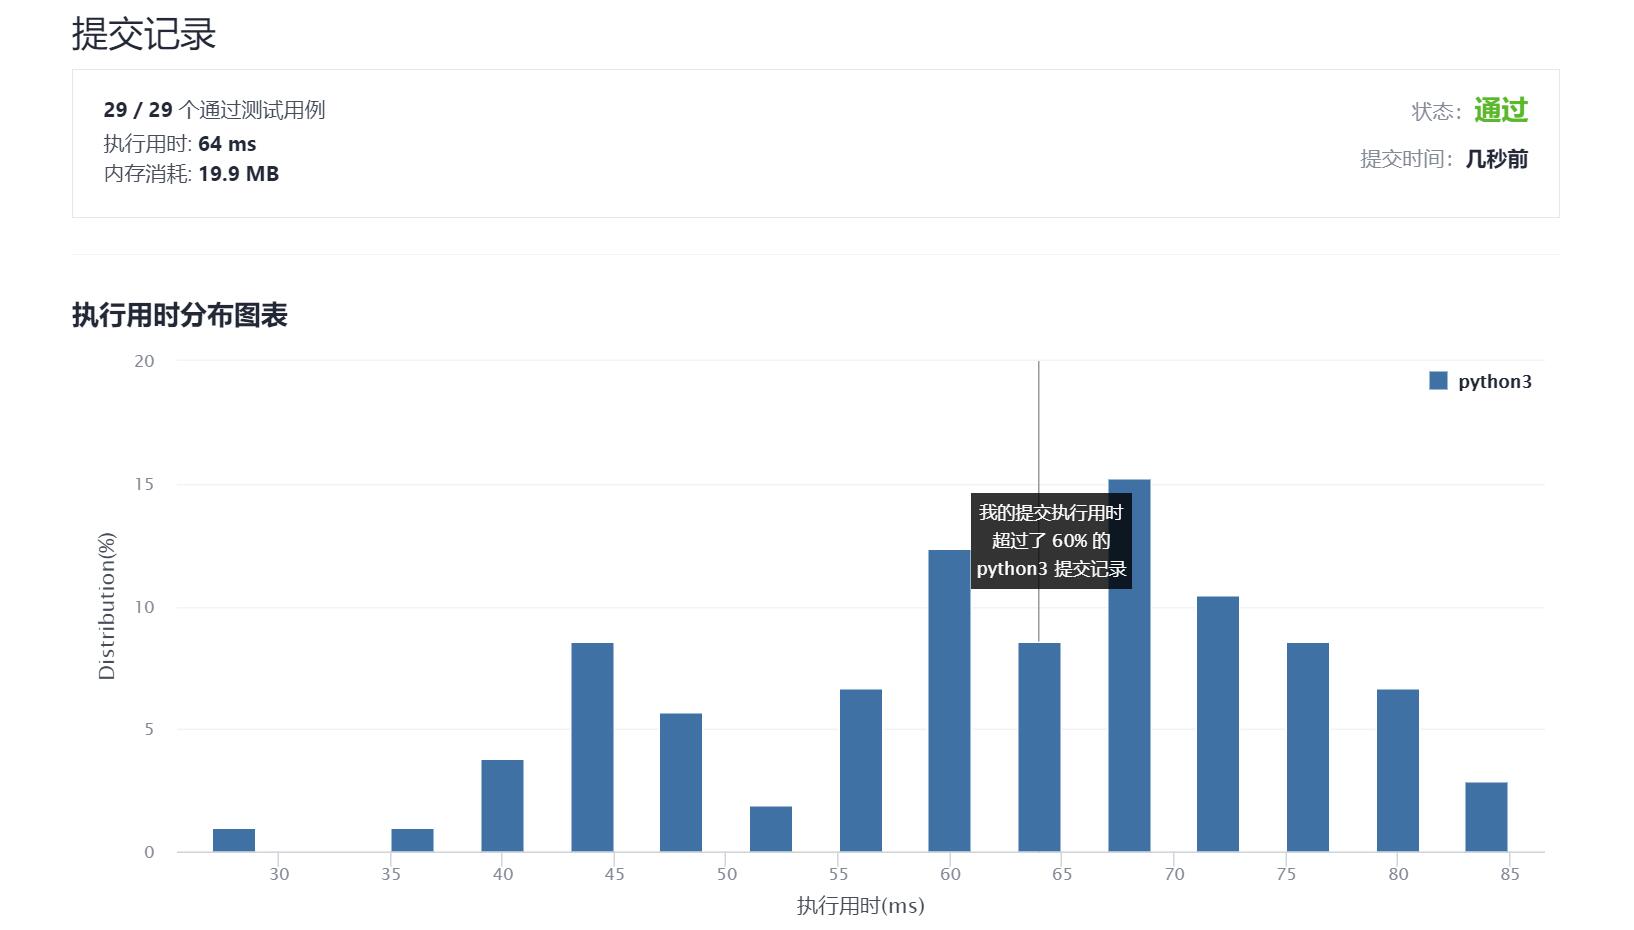 提交记录
29 / 29 个通过测试用例
状态：通过
执行用时: 64 ms
提交时间：几秒前
内存消耗: 19.9 MB
执行用时分布图表
20
python3
15
我的提交执行用时
超过了 60% 的
python3 提交记录
Distribution(%)
10
5
0
30 35 40 45 50 55 60 65 70 75 80 85
执行用时(ms)